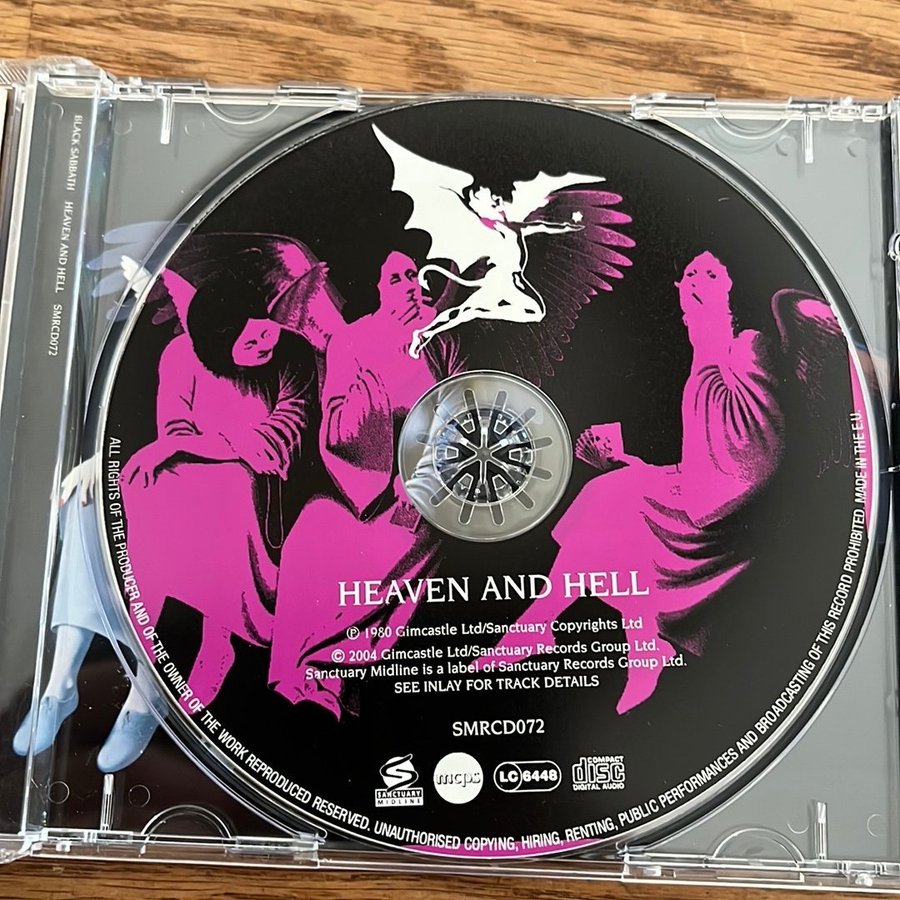 BLACK SABBATH HEAVEN AND HELL SMRCD072
HEAVEN AND HELL
℗ 1980 Gimcastle Ltd/Sanctuary Copyrights Ltd
© 2004 Gimcastle Ltd/Sanctuary Records Group Ltd.
Sanctuary Midline is a label of Sanctuary Records Group Ltd.
SEE INLAY FOR TRACK DETAILS
SMRCD072
SANCTUARY
MIDLINE
mcps
LC 6448
COMPACT
disc
DIGITAL AUDIO
ALL RIGHTS OF THE PRODUCER AND OF THE OWNER OF THE WORK REPRODUCED RESERVED. UNAUTHORISED COPYING, HIRING, RENTING, PUBLIC PERFORMANCES AND BROADCASTING OF THIS RECORD PROHIBITED. MADE IN THE E.U.